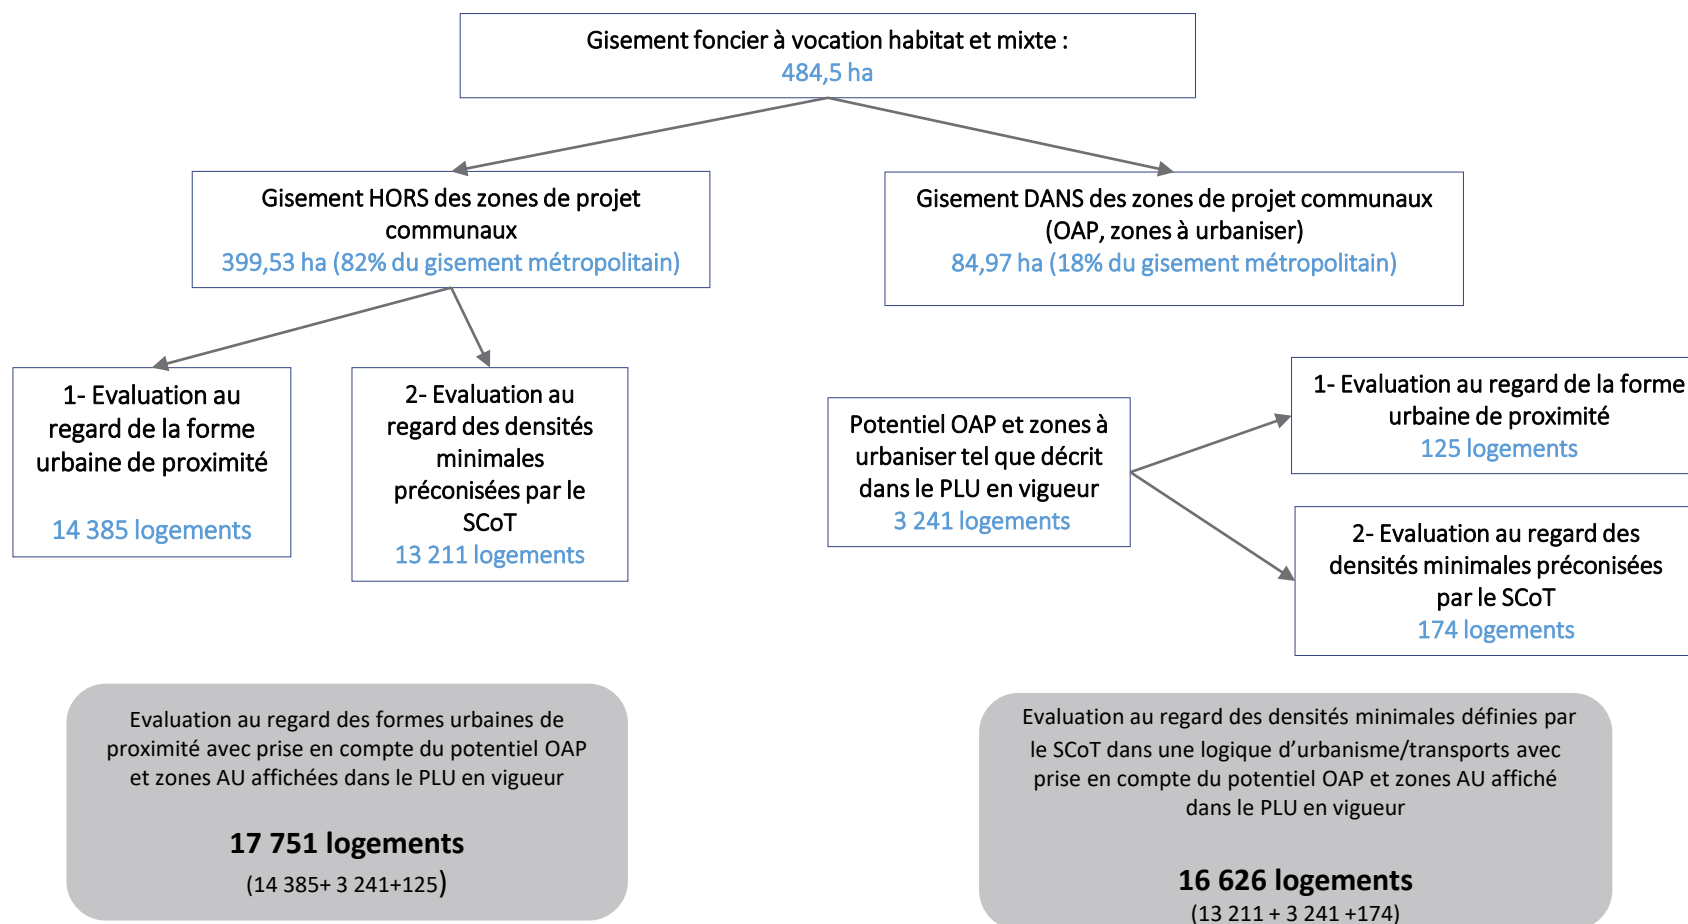 Gisement foncier à vocation habitat et mixte :
484,5 ha
Gisement HORS des zones de projet
communaux
399,53 ha (82% du gisement métropolitain)
Gisement DANS des zones de projet communaux
(OAP, zones à urbaniser)
84,97 ha (18% du gisement métropolitain)
1- Evaluation au
regard de la forme
urbaine de proximité
14 385 logements
2- Evaluation au
regard des densités
minimales
préconisées par le
SCoT
13 211 logements
Potentiel OAP et zones à
urbaniser tel que décrit
dans le PLU en vigueur
3 241 logements
1- Evaluation au regard de la forme
urbaine de proximité
125 logements
2- Evaluation au regard des
densités minimales préconisées
par le SCoT
174 logements
Evaluation au regard des formes urbaines de
proximité avec prise en compte du potentiel OAP
et zones AU affichées dans le PLU en vigueur
17 751 logements
(14 385+ 3 241+125)
Evaluation au regard des densités minimales définies par
le SCoT dans une logique d’urbanisme/transports avec
prise en compte du potentiel OAP et zones AU affiché
dans le PLU en vigueur
16 626 logements
(13 211 + 3 241 +174)